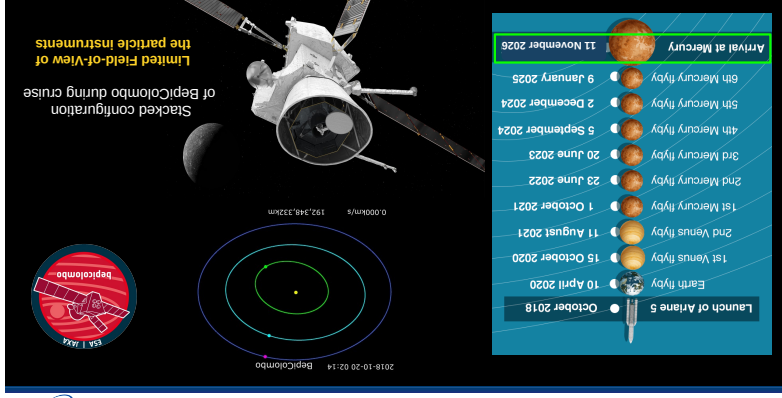 2018-10-20 02:14
BepiColombo
0.000km/s 192,348,332km
ESA | JAXA
bepicolombo
Launch of Ariane 5 October 2018
Earth flyby 10 April 2020
1st Venus flyby 15 October 2020
2nd Venus flyby 11 August 2021
1st Mercury flyby 1 October 2021
2nd Mercury flyby 23 June 2022
3rd Mercury flyby 20 June 2023
4th Mercury flyby 5 September 2024
5th Mercury flyby 2 December 2024
6th Mercury flyby 9 January 2025
Arrival at Mercury 11 November 2026
Stacked configuration
of BepiColombo during cruise
Limited Field-of-View of
the particle instruments